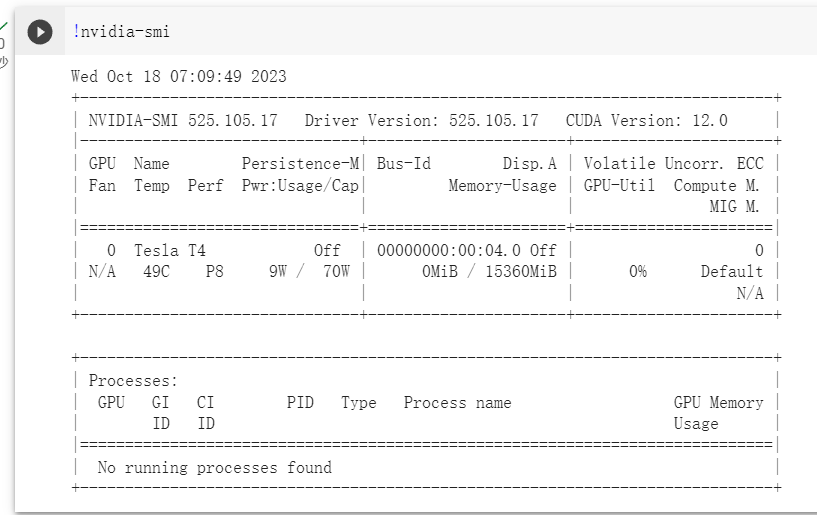 0
秒
!nvidia-smi
Wed Oct 18 07:09:49 2023
+-----------------------------------------------------------------------------+
| NVIDIA-SMI 525.105.17   Driver Version: 525.105.17   CUDA Version: 12.0     |
|-------------------------------+----------------------+----------------------+
| GPU  Name        Persistence-M| Bus-Id        Disp.A | Volatile Uncorr. ECC |
| Fan  Temp  Perf  Pwr:Usage/Cap|         Memory-Usage | GPU-Util  Compute M. |
|                               |                      |               MIG M. |
|===============================+======================+======================|
|   0  Tesla T4            Off  | 00000000:00:04.0 Off |                    0 |
| N/A   49C    P8     9W /  70W |      0MiB / 15360MiB |      0%      Default |
|                               |                      |                  N/A |
+-------------------------------+----------------------+----------------------+
+-----------------------------------------------------------------------------+
| Processes:                                                                  |
|  GPU   GI   CI        PID   Type   Process name                  GPU Memory |
|        ID   ID                                                   Usage      |
|=============================================================================|
|  No running processes found                                                 |
+-----------------------------------------------------------------------------+